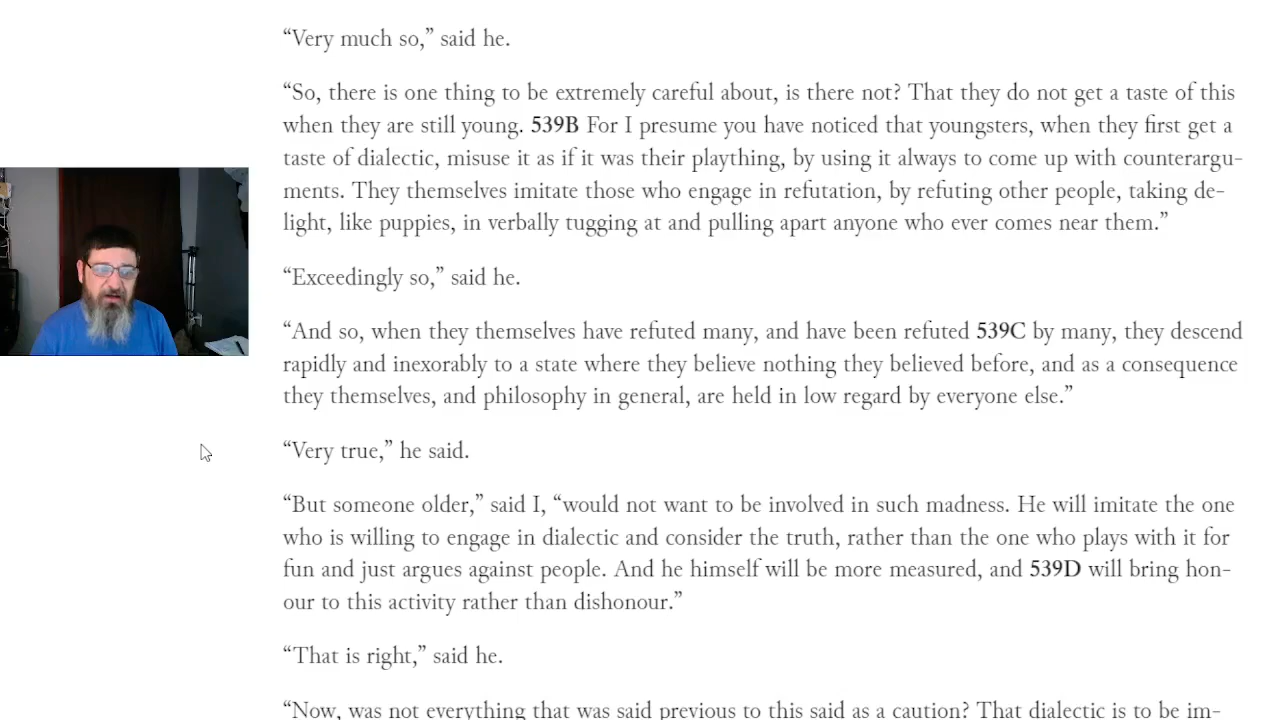 “Very much so,” said he.
“So, there is one thing to be extremely careful about, is there not? That they do not get a taste of this
when they are still young. 539B For I presume you have noticed that youngsters, when they first get a
taste of dialectic, misuse it as if it was their plaything, by using it always to come up with counterargu-
ments. They themselves imitate those who engage in refutation, by refuting other people, taking de-
light, like puppies, in verbally tugging at and pulling apart anyone who ever comes near them.”
“Exceedingly so,” said he.
“And so, when they themselves have refuted many, and have been refuted 539C by many, they descend
rapidly and inexorably to a state where they believe nothing they believed before, and as a consequence
they themselves, and philosophy in general, are held in low regard by everyone else.”
“Very true,” he said.
“But someone older,” said I, “would not want to be involved in such madness. He will imitate the one
who is willing to engage in dialectic and consider the truth, rather than the one who plays with it for
fun and just argues against people. And he himself will be more measured, and 539D will bring hon-
our to this activity rather than dishonour.”
“That is right,” said he.
“Now, was not everything that was said previous to this said as a caution? That dialectic is to be im-